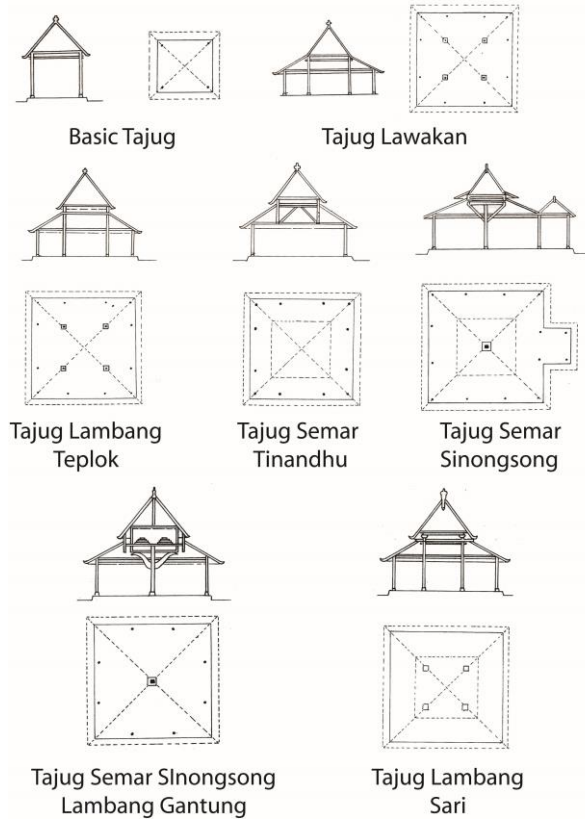 Basic Tajug
Tajug Lawakan
Tajug Lambang
Teplok
Tajug Semar
Tinandhu
Tajug Semar
Sinongsong
Tajug Semar SInongsong
Lambang Gantung
Tajug Lambang
Sari